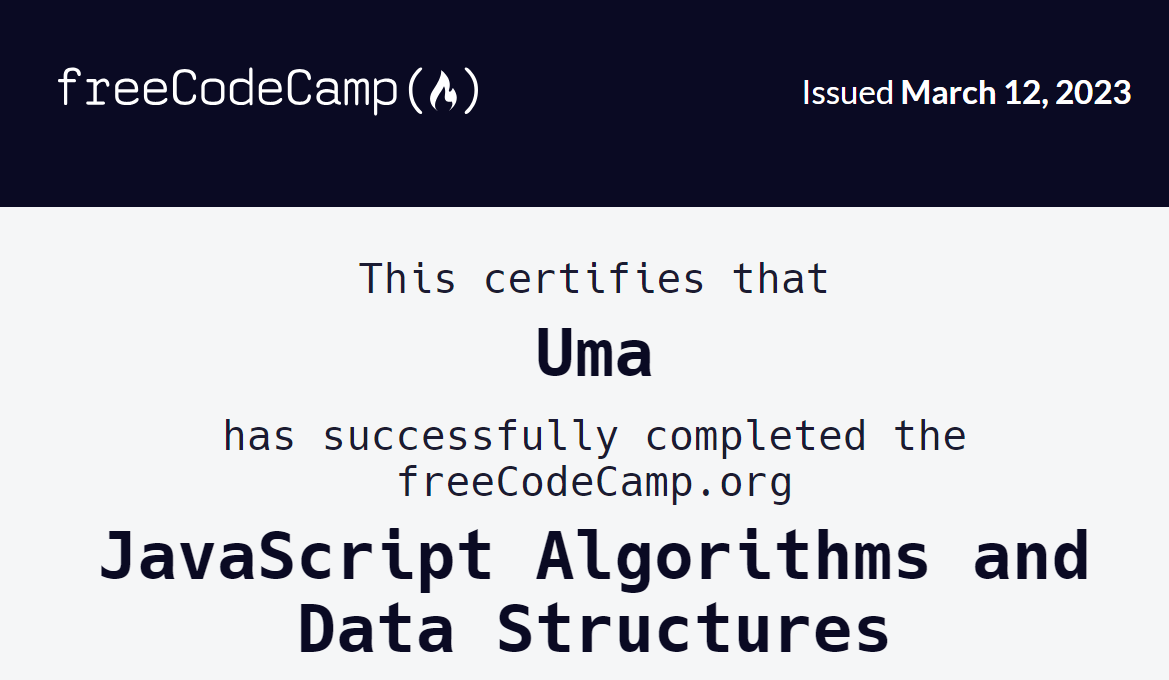 freeCodeCamp()
Issued March 12, 2023
This certifies that
Uma
has successfully completed the
freeCodeCamp.org
JavaScript Algorithms and
Data Structures